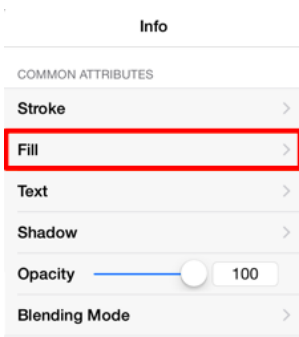 Info
COMMON ATTRIBUTES
Stroke
Fill
Text
Shadow
Opacity 100
Blending Mode